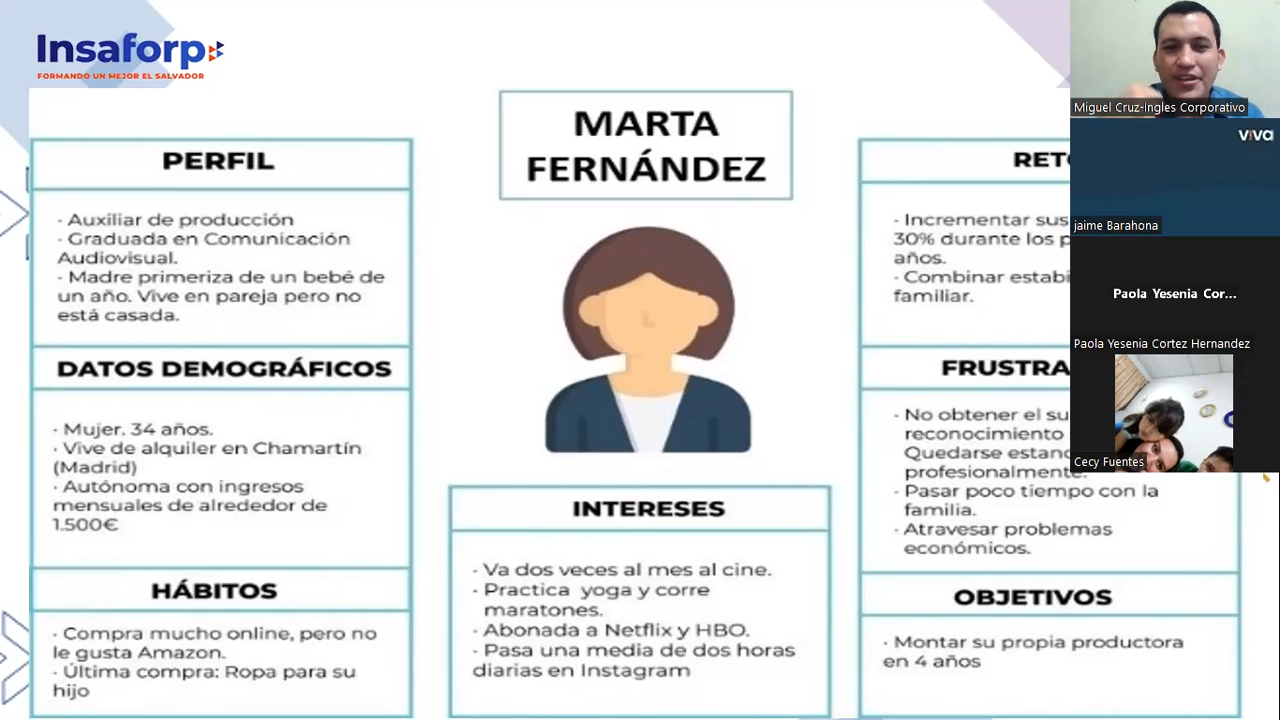 Insaforp
FORMANDO UN MEJOR EL SALVADOR
MARTA
FERNÁNDEZ
PERFIL
· Auxiliar de producción
· Graduada en Comunicación
Audiovisual.
· Madre primeriza de un bebé de
un año. Vive en pareja pero no
está casada.
DATOS DEMOGRÁFICOS
· Mujer. 34 años.
· Vive de alquiler en Chamartín
(Madrid)
· Autónoma con ingresos
mensuales de alrededor de
1.500€
HÁBITOS
· Compra mucho online, pero no
le gusta Amazon.
· Última compra: Ropa para su
hijo
INTERESES
· Va dos veces al mes al cine.
· Practica yoga y corre
maratones.
· Abonada a Netflix y HBO.
· Pasa una media de dos horas
diarias en Instagram
· Incrementar sus
30% durante los
años.
· Combinar
familiar.
· No obtener el
reconocimiento
Quedarse
profesionalmente.
· Pasar poco tiempo con la
familia.
· Atravesar problemas
económicos.
OBJETIVOS
· Montar su propia productora
en 4 años
Miguel Cruz-Ingles Corporativo
viva
jaime Barahona
Paola Yesenia Cor...
Paola Yesenia Cortez Hernandez
Cecy Fuentes